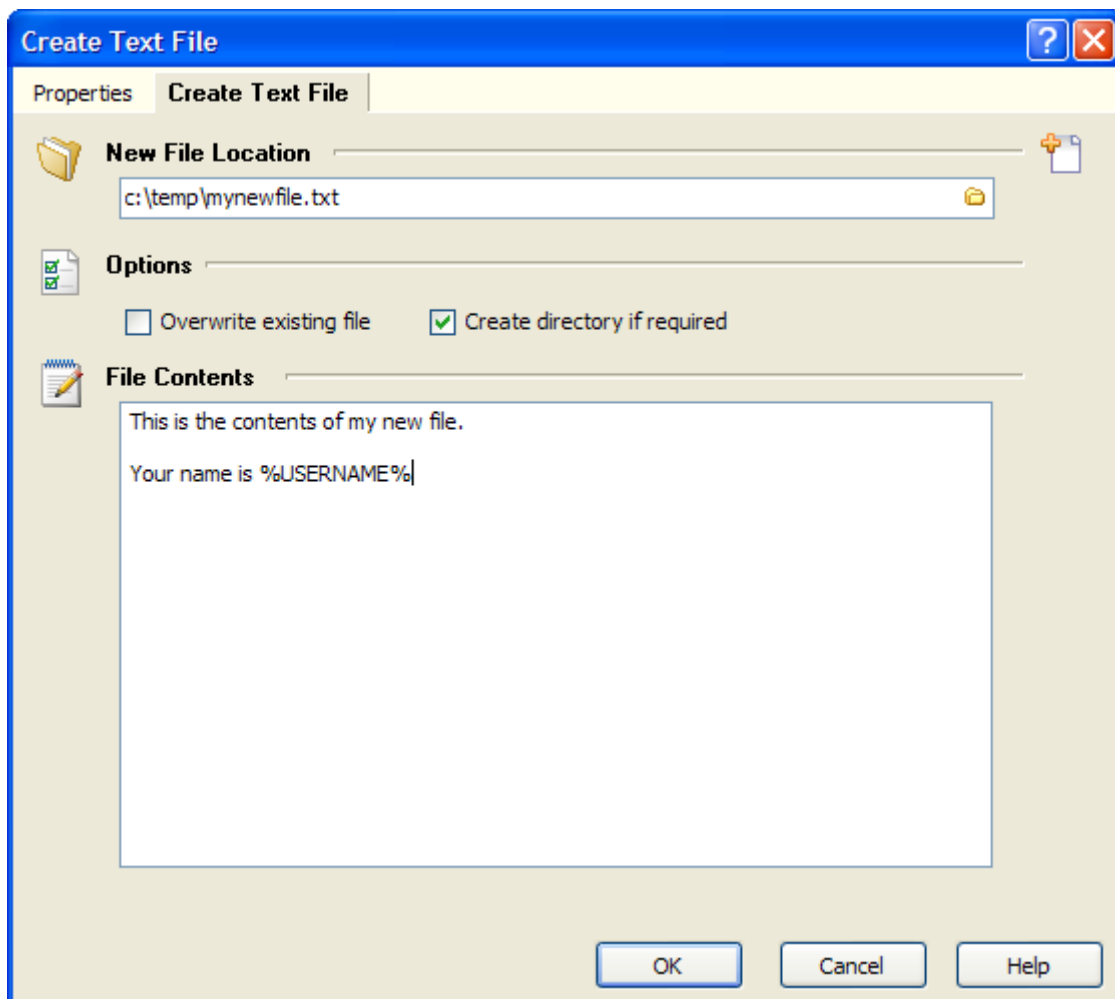 Create Text File
?
Properties Create Text File
New File Location
c:\temp\mynewfile.txt
Options
Overwrite existing file Create directory if required
File Contents
This is the contents of my new file.
Your name is %USERNAME%
OK Cancel Help